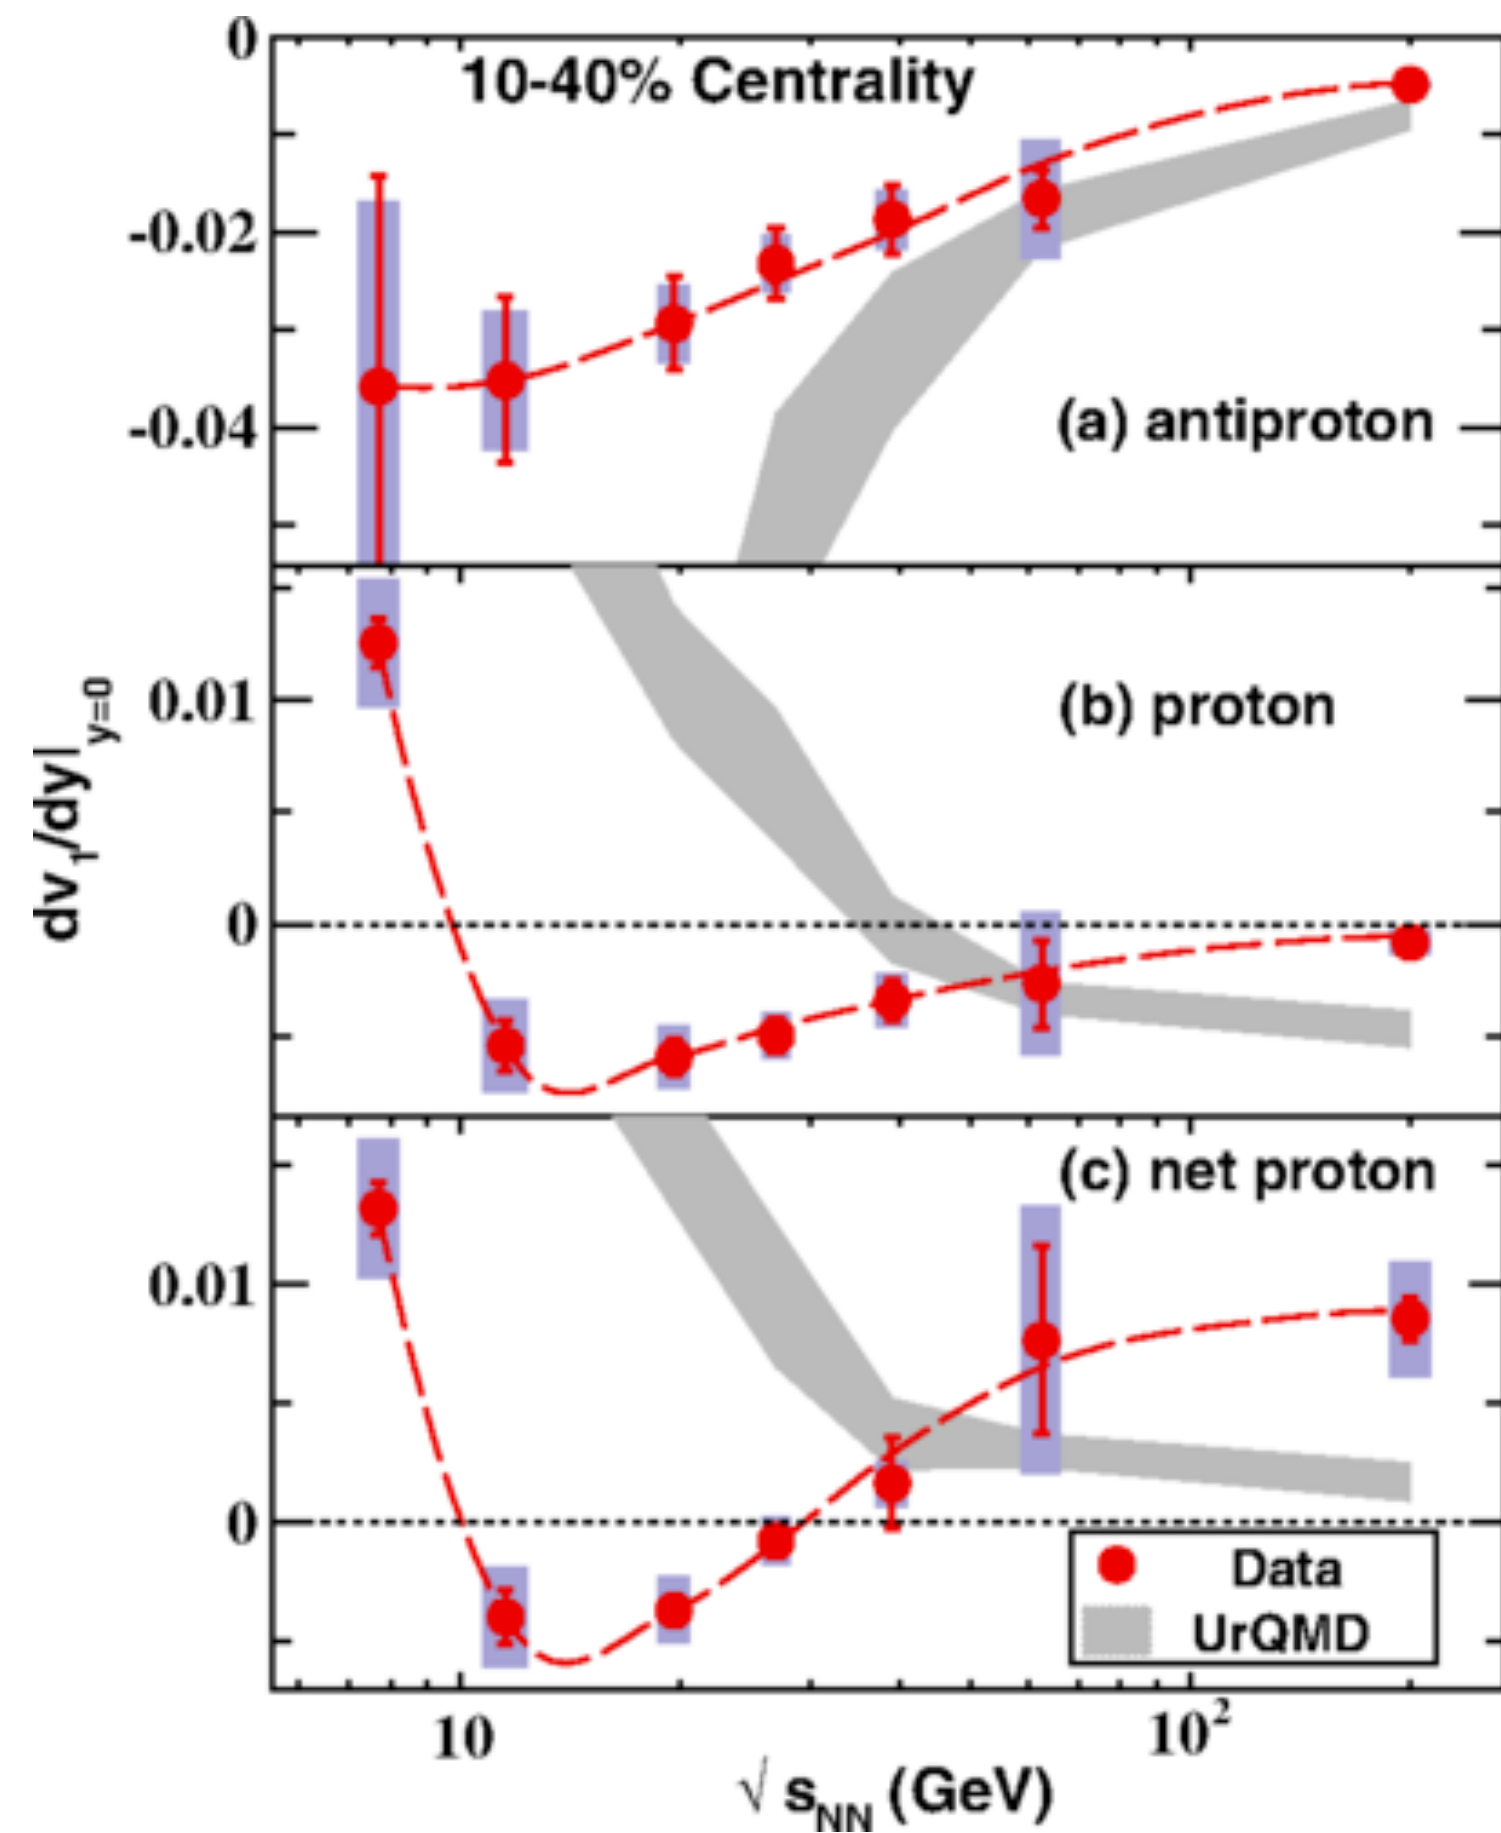 10-40% Centrality
0
-0.02
-0.04
(a) antiproton
0.01
0
(b) proton
dv₁/dy|y=0
(c) net proton
0.01
0
Data
UrQMD
10
10²
√ sNN (GeV)